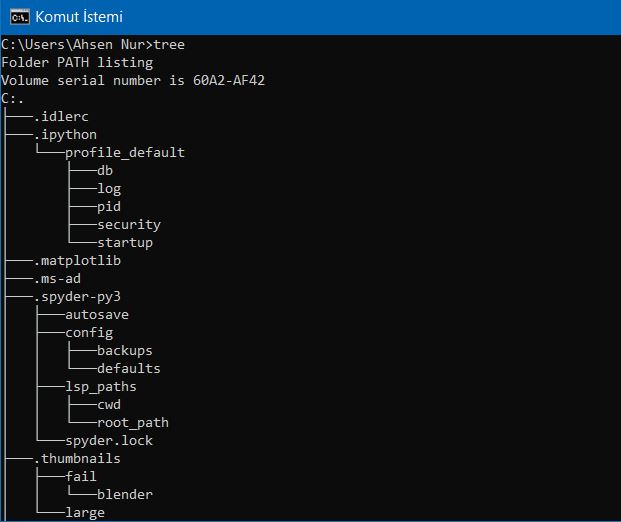 Komut İstemi
C:\Users\Ahsen Nur>tree
Folder PATH listing
Volume serial number is 60A2-AF42
C:.
├───.idlerc
├───.ipython
│   └───profile_default
│       ├───db
│       ├───log
│       ├───pid
│       ├───security
│       └───startup
├───.matplotlib
├───.ms-ad
├───.spyder-py3
│   ├───autosave
│   ├───config
│   │   ├───backups
│   │   └───defaults
│   ├───lsp_paths
│   │   ├───cwd
│   │   └───root_path
│   └───spyder.lock
├───.thumbnails
│   ├───fail
│   │   └───blender
│   └───large